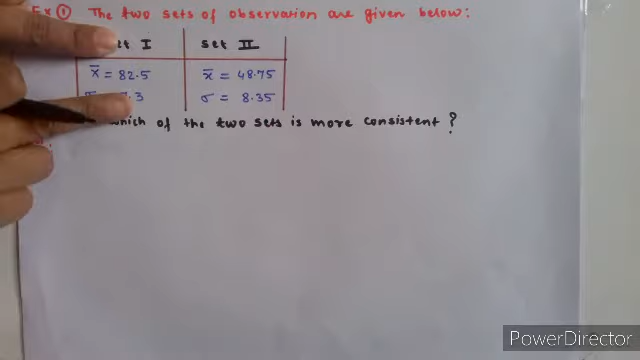 Ex ① The two sets of observation are given below:
set I set II
x̄ = 82.5 x̄ = 48.75
σ = 8.35
which of the two sets is more consistent ?
PowerDirector